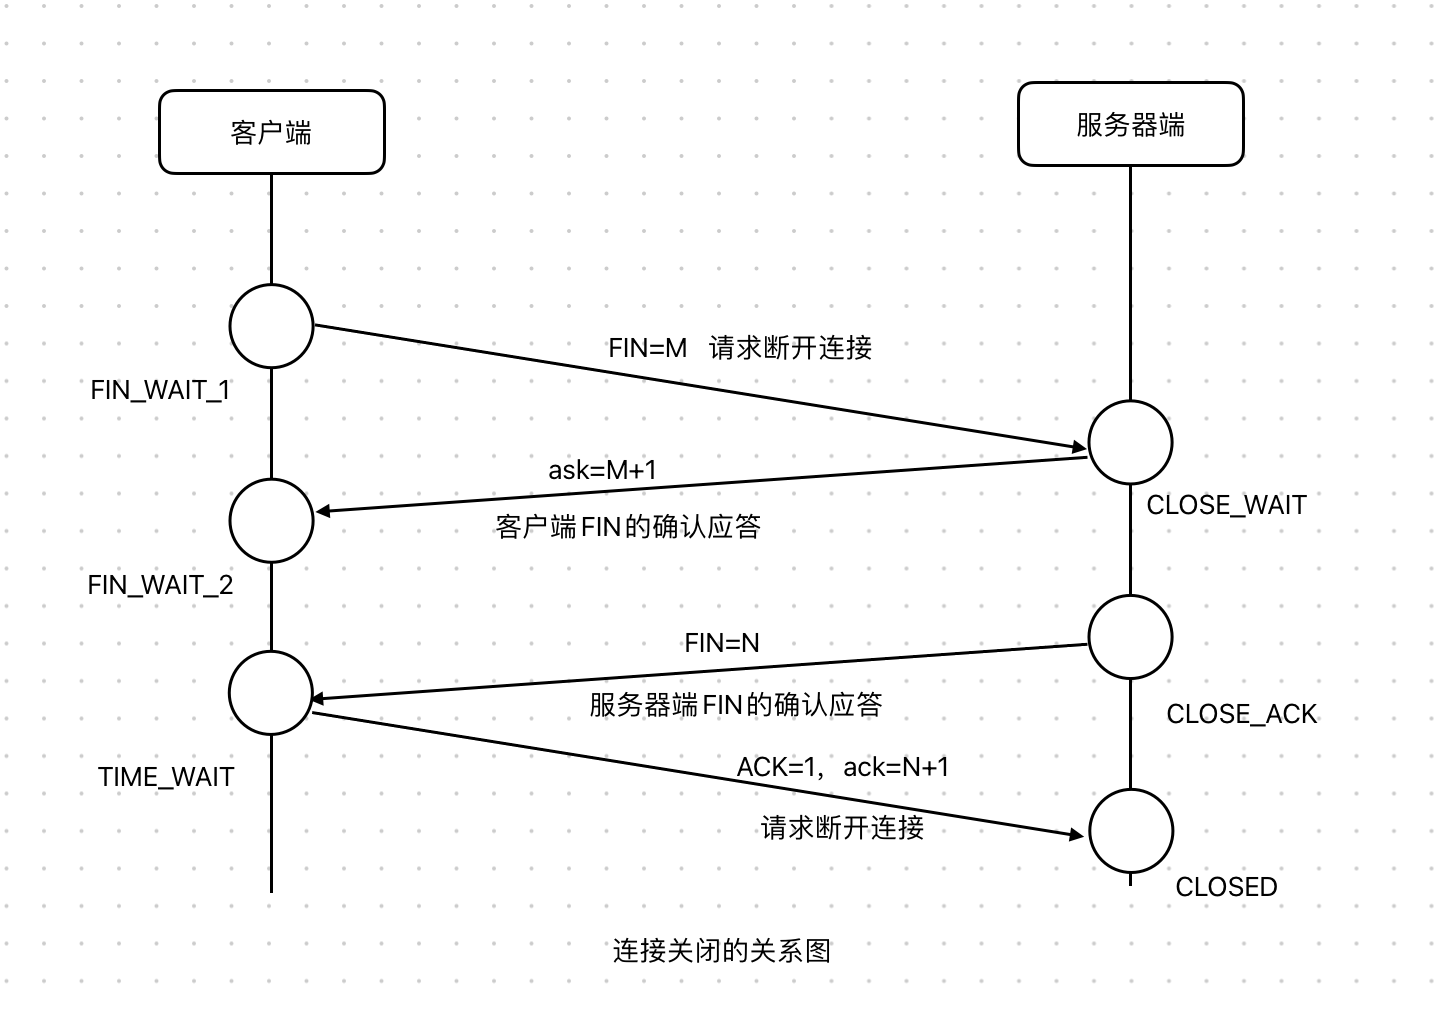 客户端
服务器端
FIN=M 请求断开连接
FIN_WAIT_1
ask=M+1
CLOSE_WAIT
客户端FIN的确认应答
FIN_WAIT_2
FIN=N
服务器端FIN的确认应答
CLOSE_ACK
ACK=1，ack=N+1
TIME_WAIT
请求断开连接
CLOSED
连接关闭的关系图